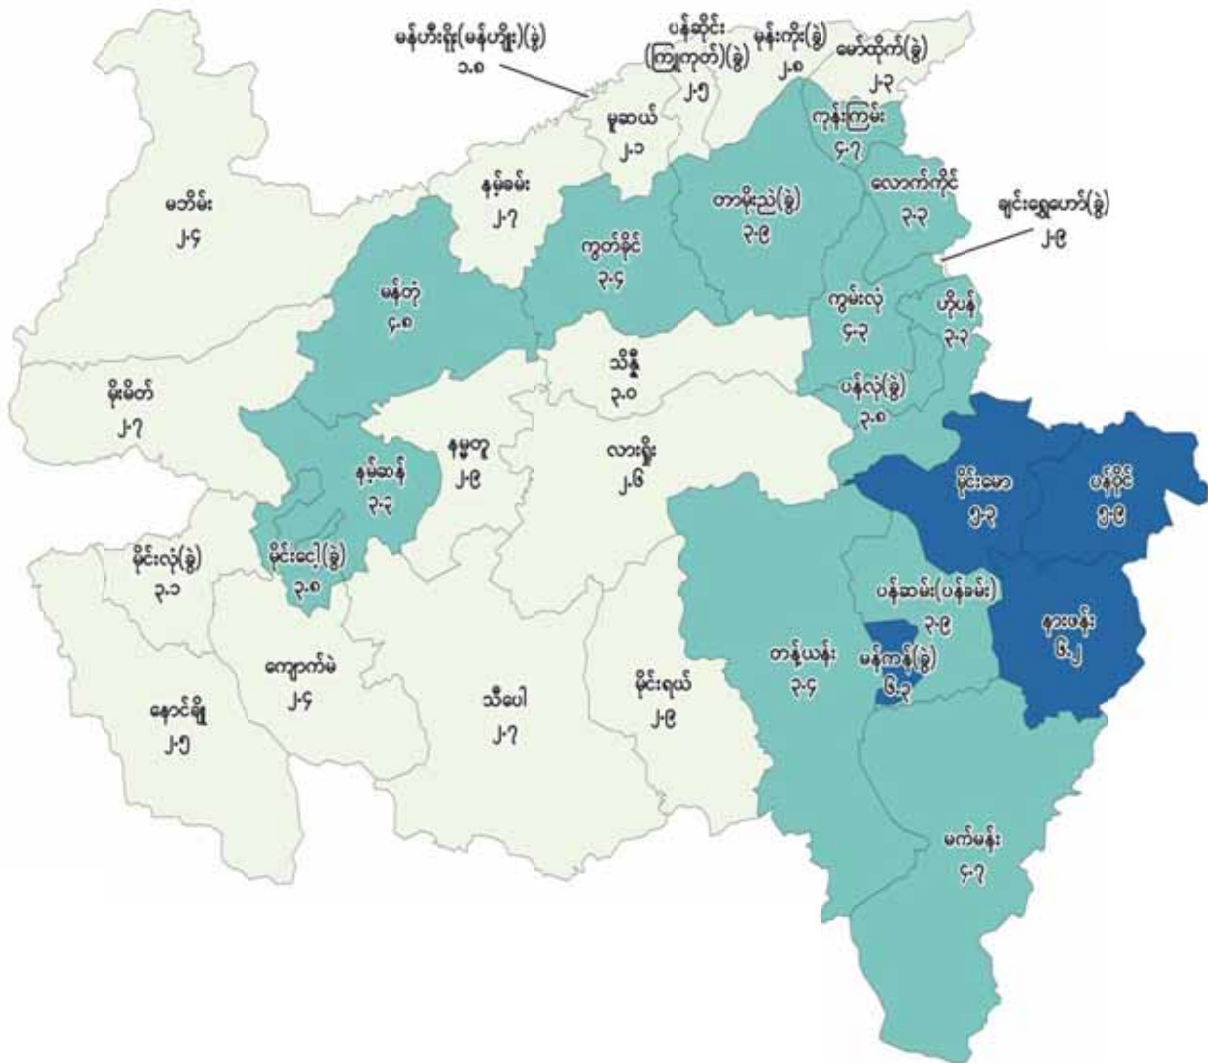 မန်ဟီးရိုး(မန်ဟျိုး)(ခွဲ)
၁.၈
ပန်ဆိုင်း
(ကြူကုတ်)(ခွဲ)
၂.၅
မုန်းကိုး(ခွဲ)
၂.၈
မော်ထိုက်(ခွဲ)
၂.၃
မူဆယ်
၂.၁
ကုန်းကြမ်း
၄.၇
နမ့်ခမ်း
၂.၇
လောက်ကိုင်
၃.၃
မဘိမ်း
၂.၄
တာမိုးညဲ(ခွဲ)
၃.၉
ချင်းရွှေဟော်(ခွဲ)
၂.၉
ကွတ်ခိုင်
၃.၄
မန်တုံ
၄.၈
ကွမ်းလုံ
၄.၃
ဟိုပန်
၃.၃
သိန္နီ
၃.၀
မိုးမိတ်
၂.၇
ပန်လုံ(ခွဲ)
၃.၈
နမ္မတူ
၂.၉
လားရှိုး
၂.၆
နမ့်ဆန်
၃.၃
မိုင်းမော
၅.၃
ပန်ဝိုင်
၅.၉
မိုင်းလုံ(ခွဲ)
၃.၁
မိုင်းငေါ့(ခွဲ)
၃.၈
ပန်ဆမ်း(ပန်ခမ်း)
၃.၉
နားဖန်း
၆.၂
ကျောက်မဲ
၂.၄
တန့်ယန်း
၃.၄
မန်ကန်(ခွဲ)
၆.၃
မိုင်းရယ်
၂.၉
သီပေါ
၂.၇
နောင်ချို
၂.၅
မက်မန်း
၄.၇